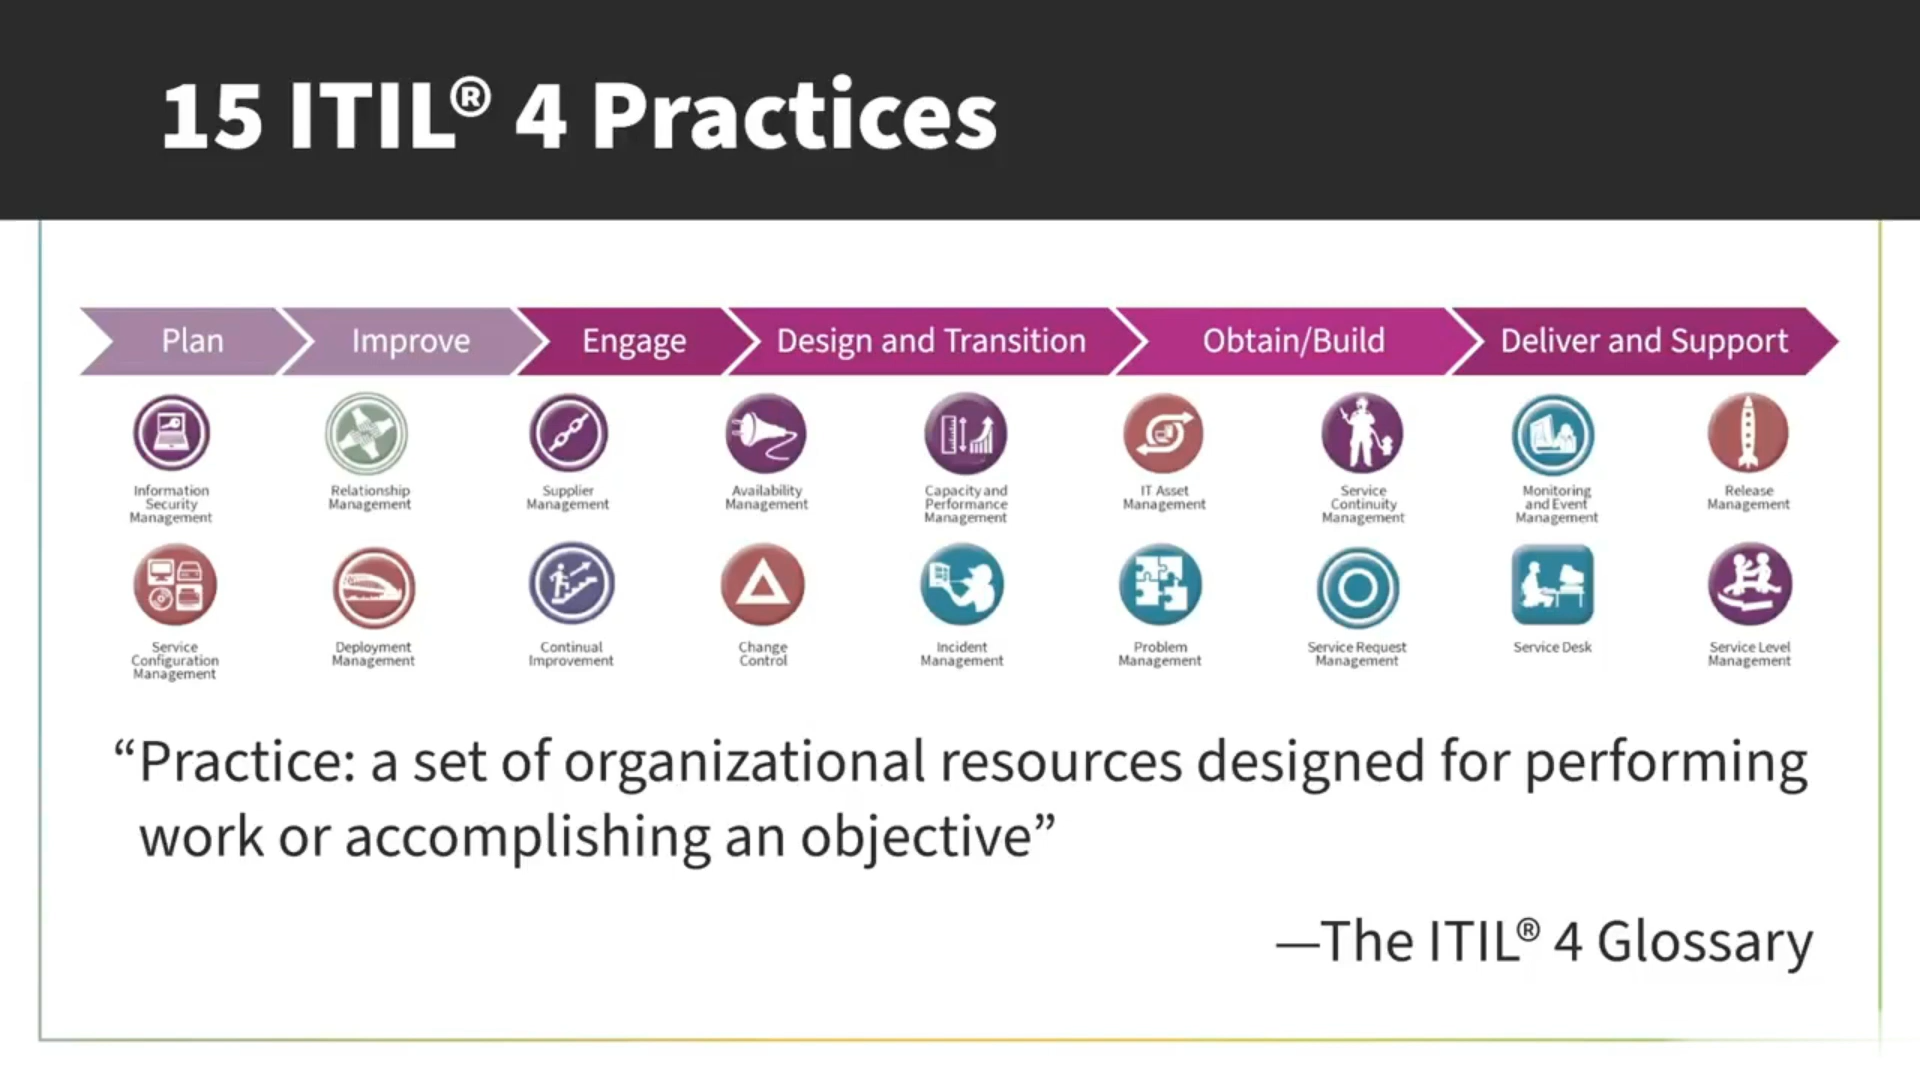 15 ITIL® 4 Practices
Plan
Improve
Engage
Design and Transition
Obtain/Build
Deliver and Support
Information
Security
Management
Relationship
Management
Supplier
Management
Availability
Management
Capacity and
Performance
Management
IT Asset
Management
Service
Continuity
Management
Monitoring
and Event
Management
Release
Management
Service
Configuration
Management
Deployment
Management
Continual
Improvement
Change
Control
Incident
Management
Problem
Management
Service Request
Management
Service Desk
Service Level
Management
“Practice: a set of organizational resources designed for performing
work or accomplishing an objective”
—The ITIL® 4 Glossary